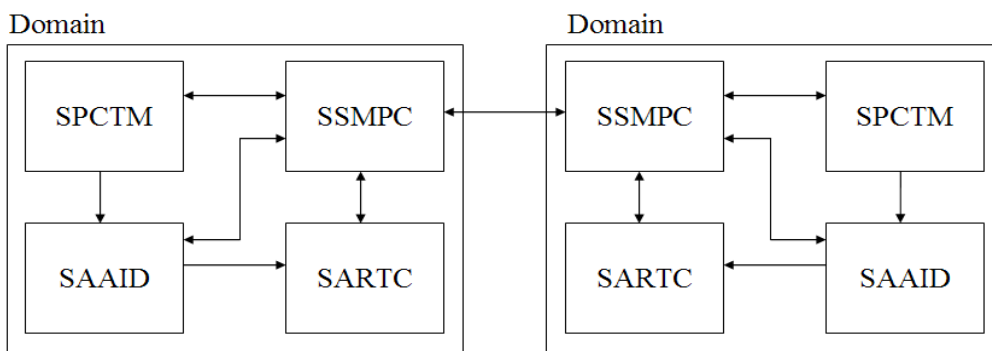 Domain
Domain
SPCTM
SSMPC
SSMPC
SPCTM
SAAID
SARTC
SARTC
SAAID